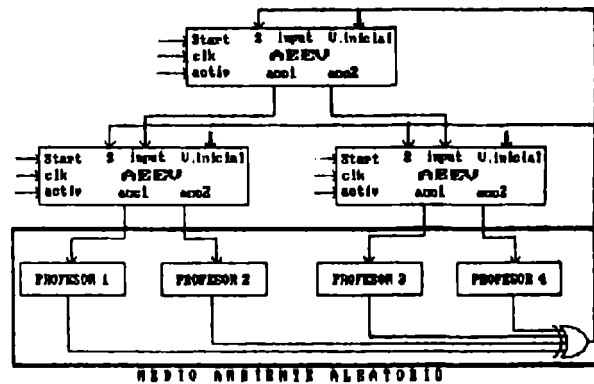 Start S input V.inicial
clk AEEV
activ acc1 acc2
Start S input V.inicial
clk AEEV
activ acc1 acc2
Start S input V.inicial
clk AEEV
activ acc1 acc2
PROFESOR 1 PROFESOR 2 PROFESOR 3 PROFESOR 4
MEDIO AMBIENTE ALEATORIO